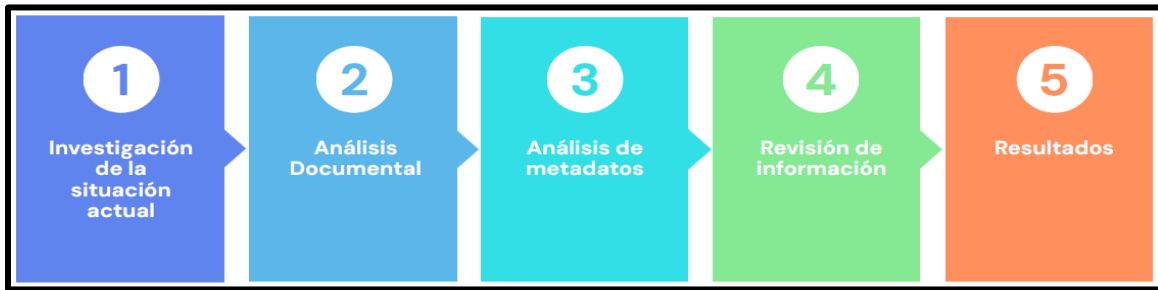 1
Investigación
de la
situación
actual
2
Análisis
Documental
3
Análisis de
metadatos
4
Revisión de
información
5
Resultados